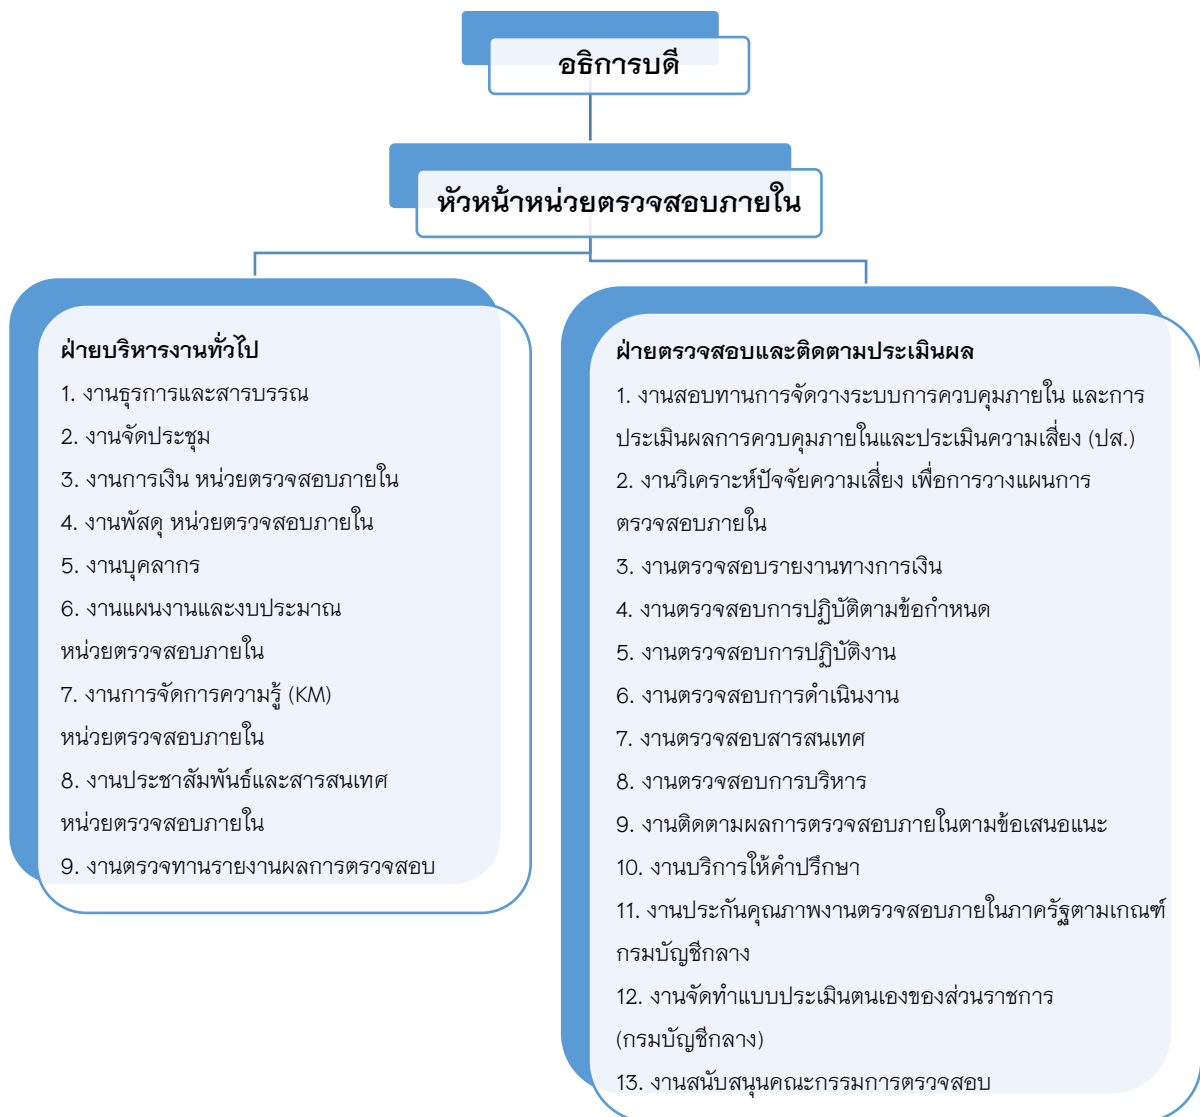 อธิการบดี
หัวหน้าหน่วยตรวจสอบภายใน
ฝ่ายบริหารงานทั่วไป
1. งานธุรการและสารบรรณ
2. งานจัดประชุม
3. งานการเงิน หน่วยตรวจสอบภายใน
4. งานพัสดุ หน่วยตรวจสอบภายใน
5. งานบุคลากร
6. งานแผนงานและงบประมาณ
หน่วยตรวจสอบภายใน
7. งานการจัดการความรู้ (KM)
หน่วยตรวจสอบภายใน
8. งานประชาสัมพันธ์และสารสนเทศ
หน่วยตรวจสอบภายใน
9. งานตรวจทานรายงานผลการตรวจสอบ
ฝ่ายตรวจสอบและติดตามประเมินผล
1. งานสอบทานการจัดวางระบบการควบคุมภายใน และการ
ประเมินผลการควบคุมภายในและประเมินความเสี่ยง (ปส.)
2. งานวิเคราะห์ปัจจัยความเสี่ยง เพื่อการวางแผนการ
ตรวจสอบภายใน
3. งานตรวจสอบรายงานทางการเงิน
4. งานตรวจสอบการปฏิบัติตามข้อกำหนด
5. งานตรวจสอบการปฏิบัติงาน
6. งานตรวจสอบการดำเนินงาน
7. งานตรวจสอบสารสนเทศ
8. งานตรวจสอบการบริหาร
9. งานติดตามผลการตรวจสอบภายในตามข้อเสนอแนะ
10. งานบริการให้คำปรึกษา
11. งานประกันคุณภาพงานตรวจสอบภายในภาครัฐตามเกณฑ์
กรมบัญชีกลาง
12. งานจัดทำแบบประเมินตนเองของส่วนราชการ
(กรมบัญชีกลาง)
13. งานสนับสนุนคณะกรรมการตรวจสอบ